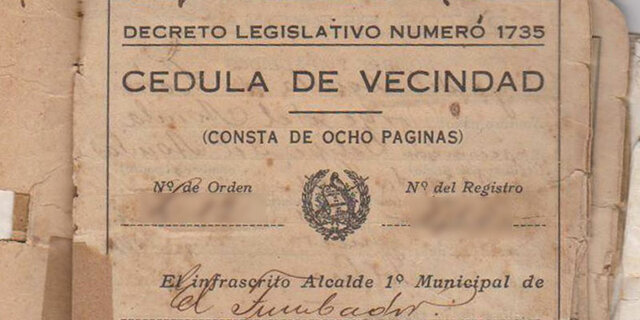 DECRETO LEGISLATIVO NUMERO 1735
CEDULA DE VECINDAD
(CONSTA DE OCHO PAGINAS)
Nº de Orden
Nº del Registro
El infrascrito Alcalde 1º Municipal de
El Tumbador.